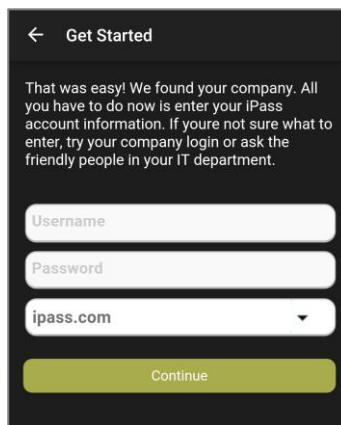 Get Started
That was easy! We found your company. All
you have to do now is enter your iPass
account information. If youre not sure what to
enter, try your company login or ask the
friendly people in your IT department.
Username
Password
ipass.com
Continue